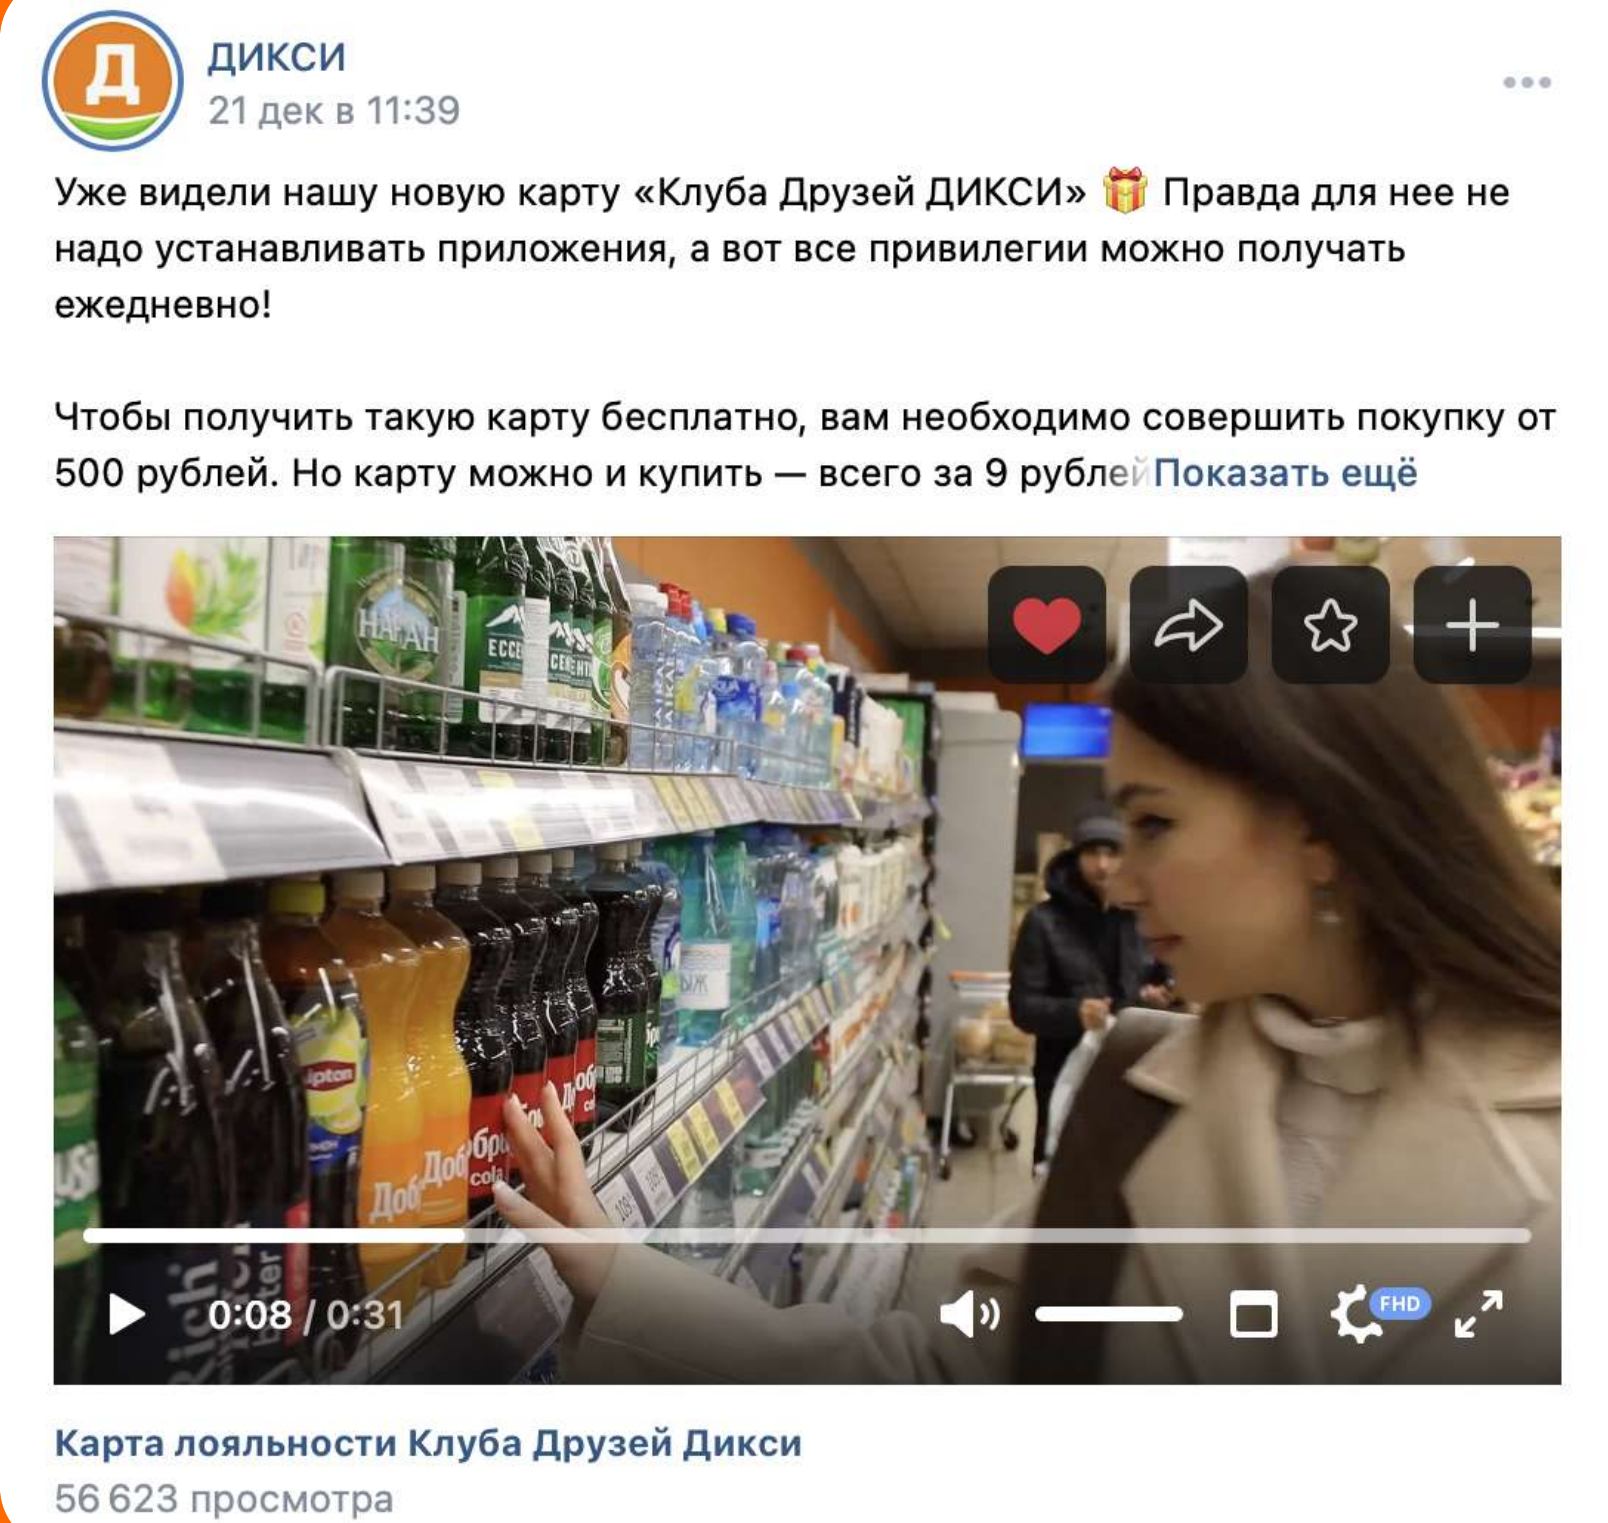 Д
ДИКСИ
21 дек в 11:39
Уже видели нашу новую карту «Клуба Друзей ДИКСИ» 🎁 Правда для нее не
надо устанавливать приложения, а вот все привилегии можно получать
ежедневно!
Чтобы получить такую карту бесплатно, вам необходимо совершить покупку от
500 рублей. Но карту можно и купить — всего за 9 рублей
Показать ещё
Lipton
Доб
Доб
cola
Rich
0:08 / 0:31
FHD
Карта лояльности Клуба Друзей Дикси
56 623 просмотра